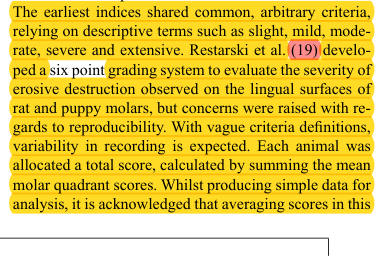 The earliest indices shared common, arbitrary criteria,
relying on descriptive terms such as slight, mild, mode-
rate, severe and extensive. Restarski et al. (19) develo-
ped a six point grading system to evaluate the severity of
erosive destruction observed on the lingual surfaces of
rat and puppy molars, but concerns were raised with re-
gards to reproducibility. With vague criteria definitions,
variability in recording is expected. Each animal was
allocated a total score, calculated by summing the mean
molar quadrant scores. Whilst producing simple data for
analysis, it is acknowledged that averaging scores in this